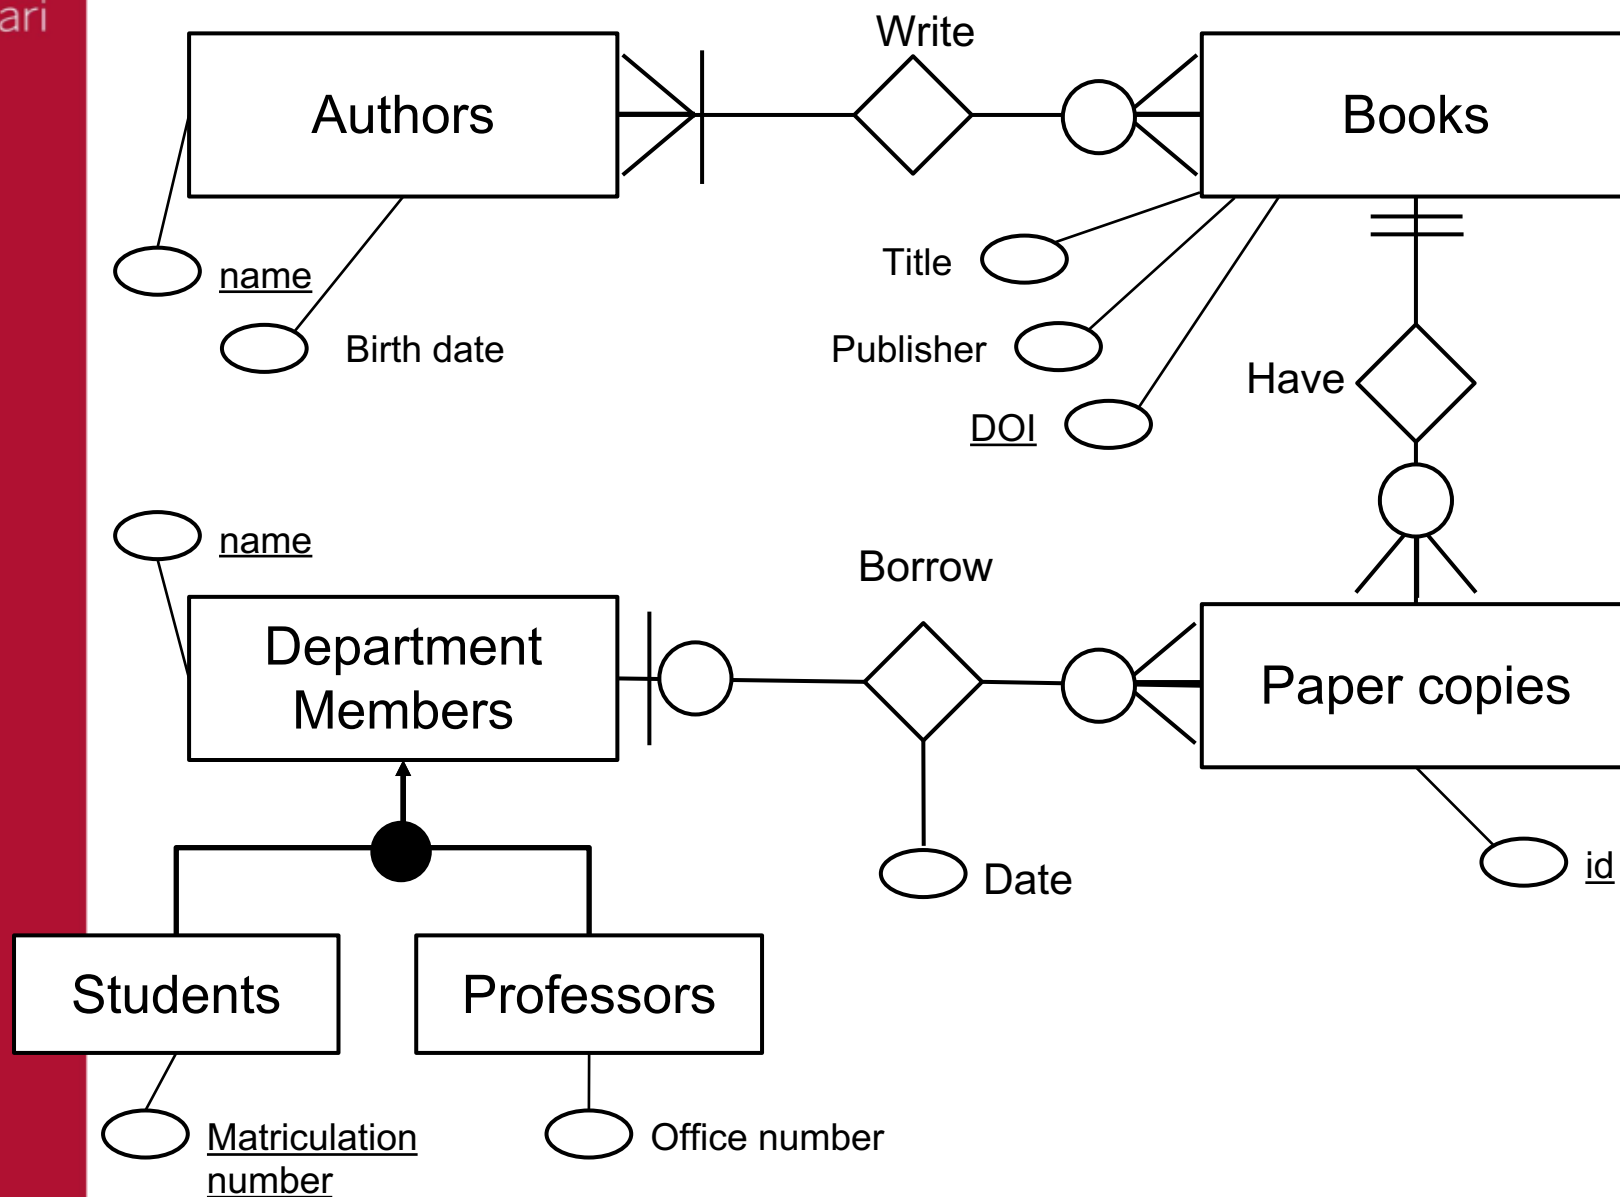 ari
Write
Authors
Books
name
Title
Birth date
Publisher
Have
DOI
name
Borrow
Department
Members
Paper copies
id
Date
Students
Professors
Matriculation
number
Office number